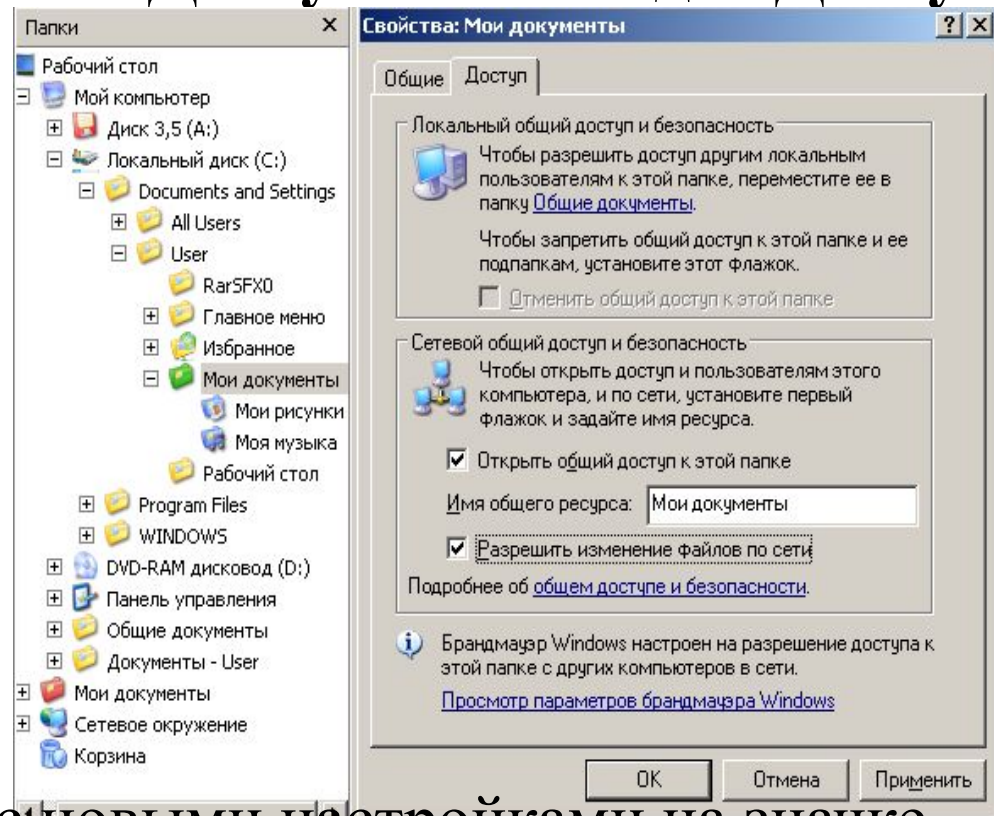 Папки
Рабочий стол
Мой компьютер
Диск 3,5 (A:)
Локальный диск (C:)
Documents and Settings
All Users
User
RarSFX0
Главное меню
Избранное
Мои документы
Мои рисунки
Моя музыка
Рабочий стол
Program Files
WINDOWS
DVD-RAM дисковод (D:)
Панель управления
Общие документы
Документы - User
Мои документы
Сетевое окружение
Корзина
Свойства: Мои документы
Общие Доступ
Локальный общий доступ и безопасность
Чтобы разрешить доступ другим локальным
пользователям к этой папке, переместите ее в
папку Общие документы.
Чтобы запретить общий доступ к этой папке и ее
подпапкам, установите этот флажок.
Отменить общий доступ к этой папке
Сетевой общий доступ и безопасность
Чтобы открыть доступ и пользователям этого
компьютера, и по сети, установите первый
флажок и задайте имя ресурса.
Открыть общий доступ к этой папке
Имя общего ресурса: Мои документы
Разрешить изменение файлов по сети
Подробнее об общем доступе и безопасности.
Брандмауэр Windows настроен на разрешение доступа к
этой папке с других компьютеров в сети.
Просмотр параметров брандмауэра Windows
OK Отмена Применить
новыми настройками на значке